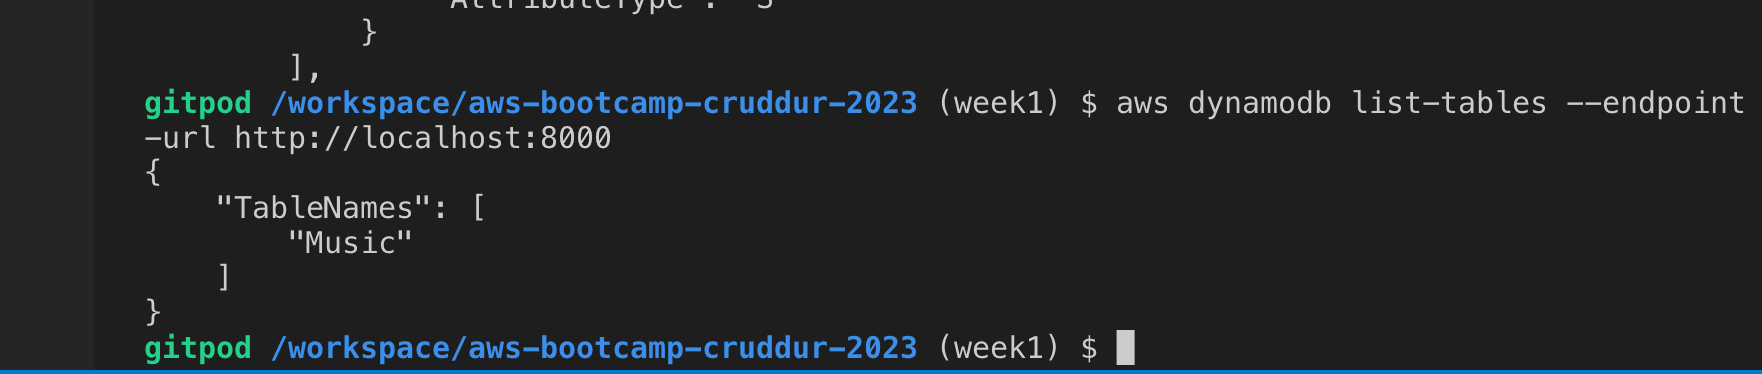 "AttributeType": "S"
}
],
gitpod /workspace/aws-bootcamp-cruddur-2023 (week1) $ aws dynamodb list-tables --endpoint
-url http://localhost:8000
{
"TableNames": [
"Music"
]
}
gitpod /workspace/aws-bootcamp-cruddur-2023 (week1) $